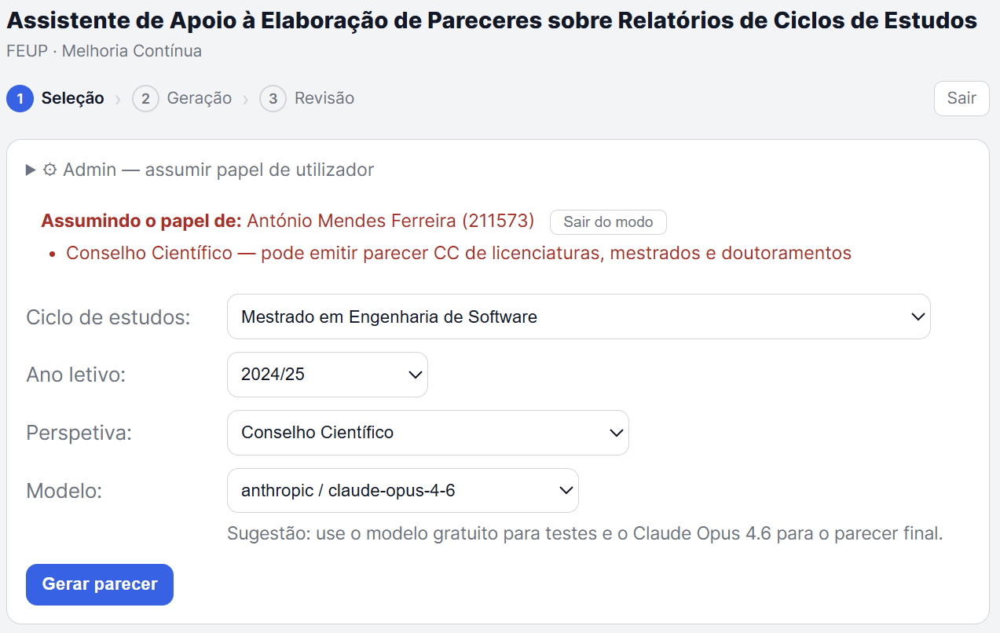 Assistente de Apoio à Elaboração de Pareceres sobre Relatórios de Ciclos de Estudos
FEUP · Melhoria Contínua
1 Seleção › 2 Geração › 3 Revisão
Sair
▶ ⚙ Admin — assumir papel de utilizador
Assumindo o papel de: António Mendes Ferreira (211573) Sair do modo
• Conselho Científico — pode emitir parecer CC de licenciaturas, mestrados e doutoramentos
Ciclo de estudos: Mestrado em Engenharia de Software
Ano letivo: 2024/25
Perspetiva: Conselho Científico
Modelo: anthropic / claude-opus-4-6
Sugestão: use o modelo gratuito para testes e o Claude Opus 4.6 para o parecer final.
Gerar parecer